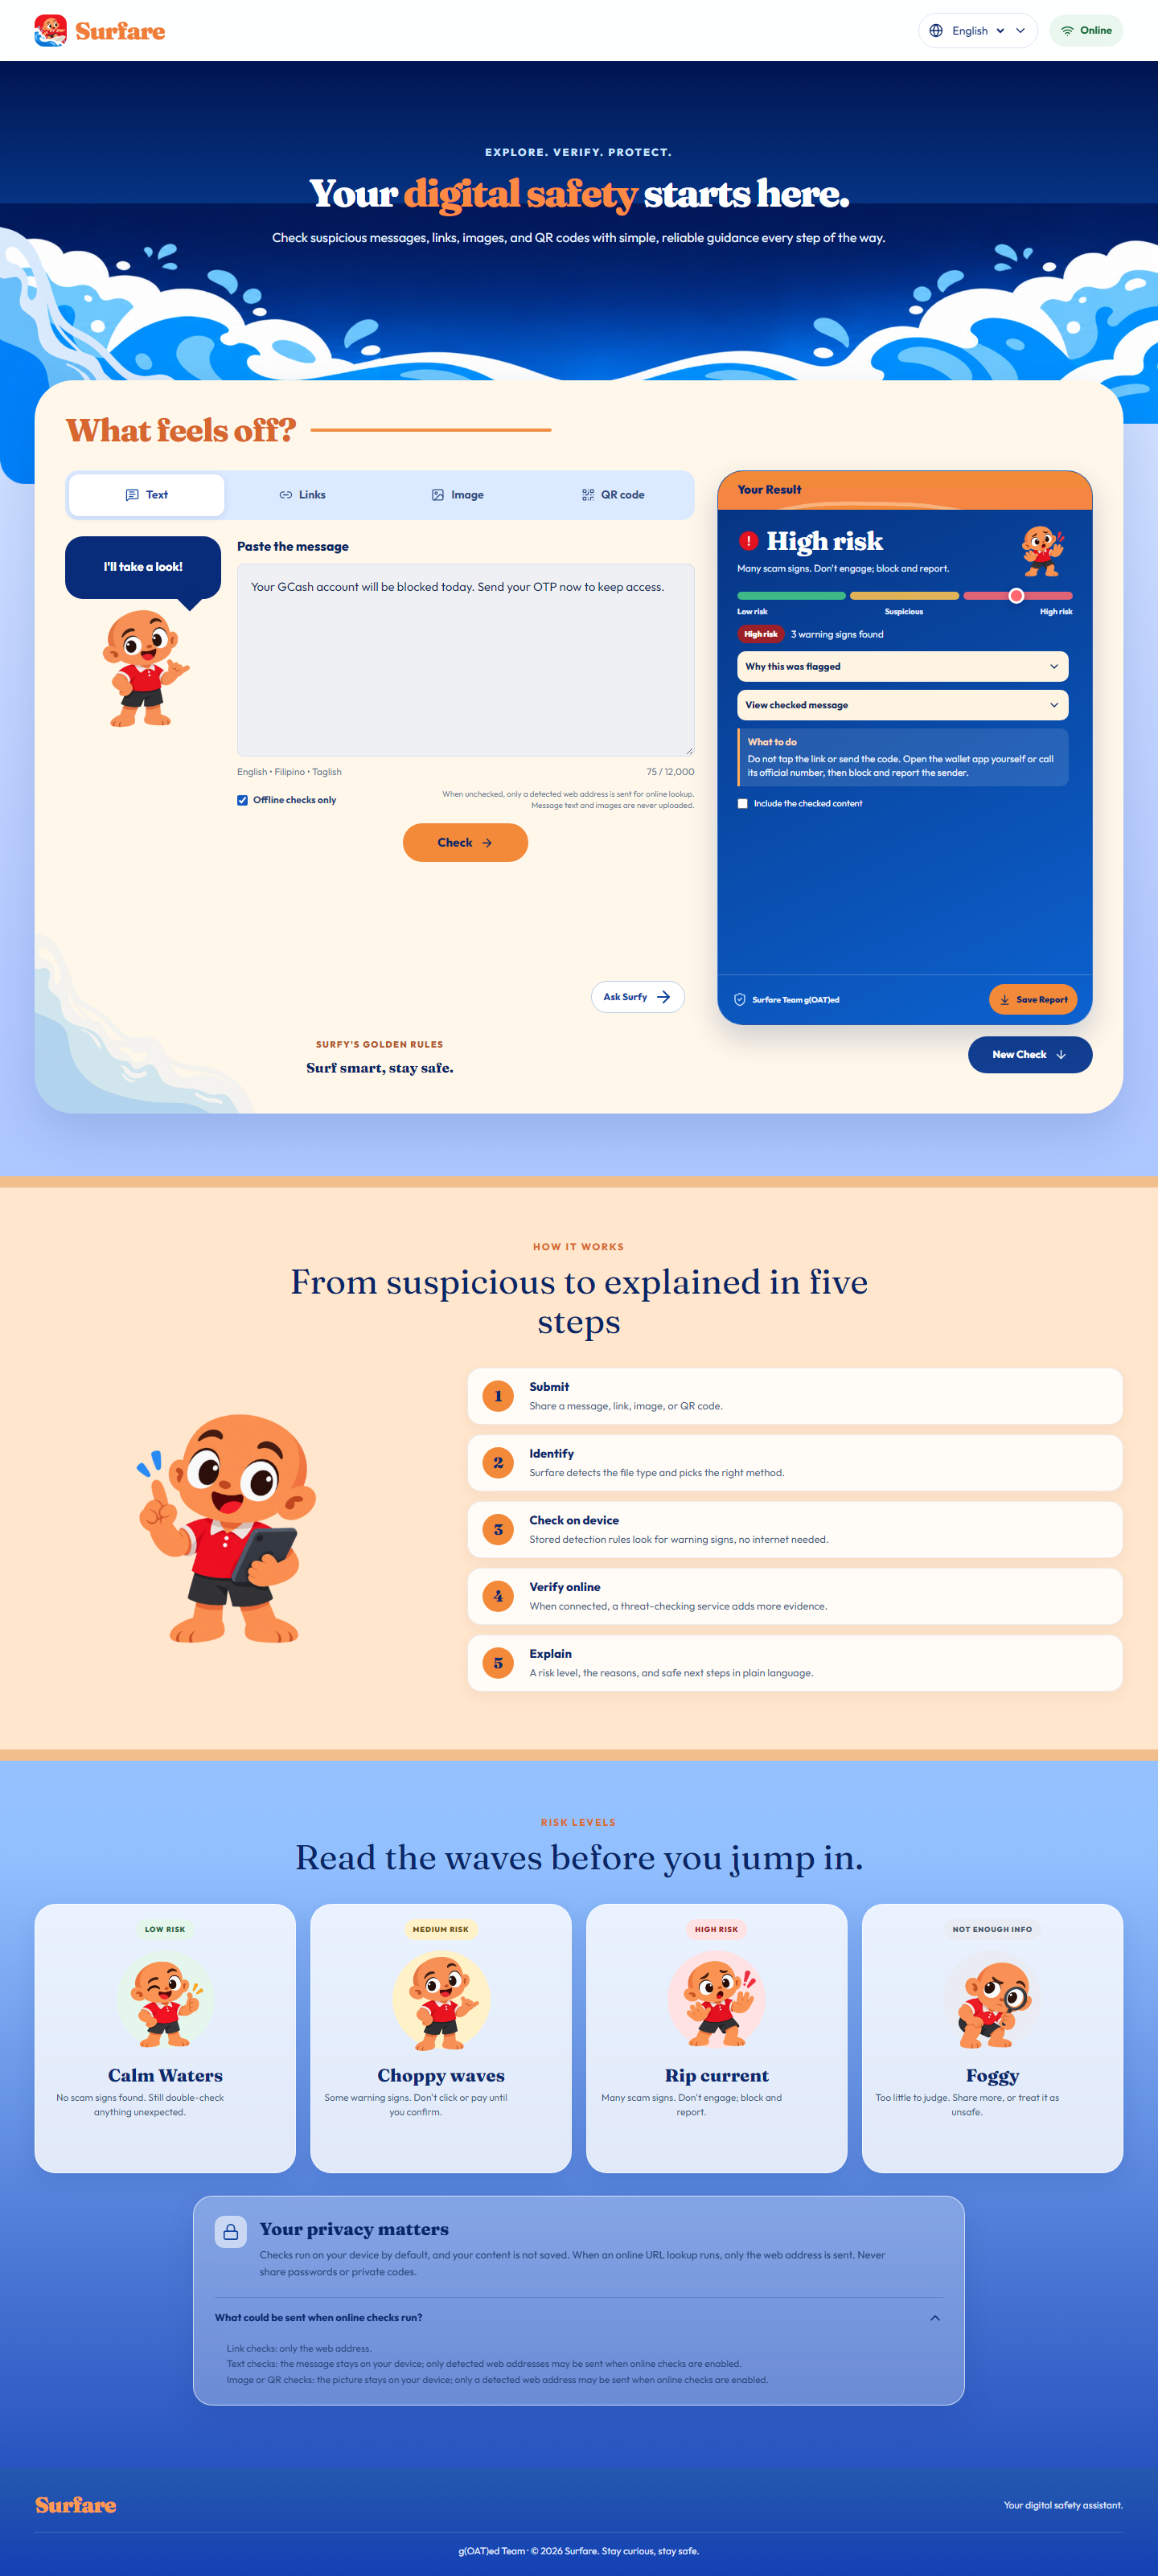 Surfare
English
Online
EXPLORE. VERIFY. PROTECT.
Your digital safety starts here.
Check suspicious messages, links, images, and QR codes with simple, reliable guidance every step of the way.
What feels off?
Text
Links
Image
QR code
I'll take a look!
Paste the message
Your GCash account will be blocked today. Send your OTP now to keep access.
English • Filipino • Taglish
75 / 12,000
Offline checks only
When unchecked, only a detected web address is sent for online lookup.
Message text and images are never uploaded.
Check
Ask Surfy
SURFY'S GOLDEN RULES
Surf smart, stay safe.
Your Result
High risk
Many scam signs. Don't engage; block and report.
Low risk
Suspicious
High risk
High risk
3 warning signs found
Why this was flagged
View checked message
What to do
Do not tap the link or send the code. Open the wallet app yourself or call
its official number, then block and report the sender.
Include the checked content
Surfare Team g(OAT)ed
Save Report
New Check
HOW IT WORKS
From suspicious to explained in five
steps
1
Submit
Share a message, link, image, or QR code.
2
Identify
Surfare detects the file type and picks the right method.
3
Check on device
Stored detection rules look for warning signs, no internet needed.
4
Verify online
When connected, a threat-checking service adds more evidence.
5
Explain
A risk level, the reasons, and safe next steps in plain language.
RISK LEVELS
Read the waves before you jump in.
LOW RISK
Calm Waters
No scam signs found. Still double-check
anything unexpected.
MEDIUM RISK
Choppy waves
Some warning signs. Don't click or pay until
you confirm.
HIGH RISK
Rip current
Many scam signs. Don't engage; block and
report.
NOT ENOUGH INFO
Foggy
Too little to judge. Share more, or treat it as
unsafe.
Your privacy matters
Checks run on your device by default, and your content is not saved. When an online URL lookup runs, only the web address is sent. Never
share passwords or private codes.
What could be sent when online checks run?
Link checks: only the web address.
Text checks: the message stays on your device; only detected web addresses may be sent when online checks are enabled.
Image or QR checks: the picture stays on your device; only a detected web address may be sent when online checks are enabled.
Surfare
Your digital safety assistant.
g(OAT)ed Team · © 2026 Surfare. Stay curious, stay safe.